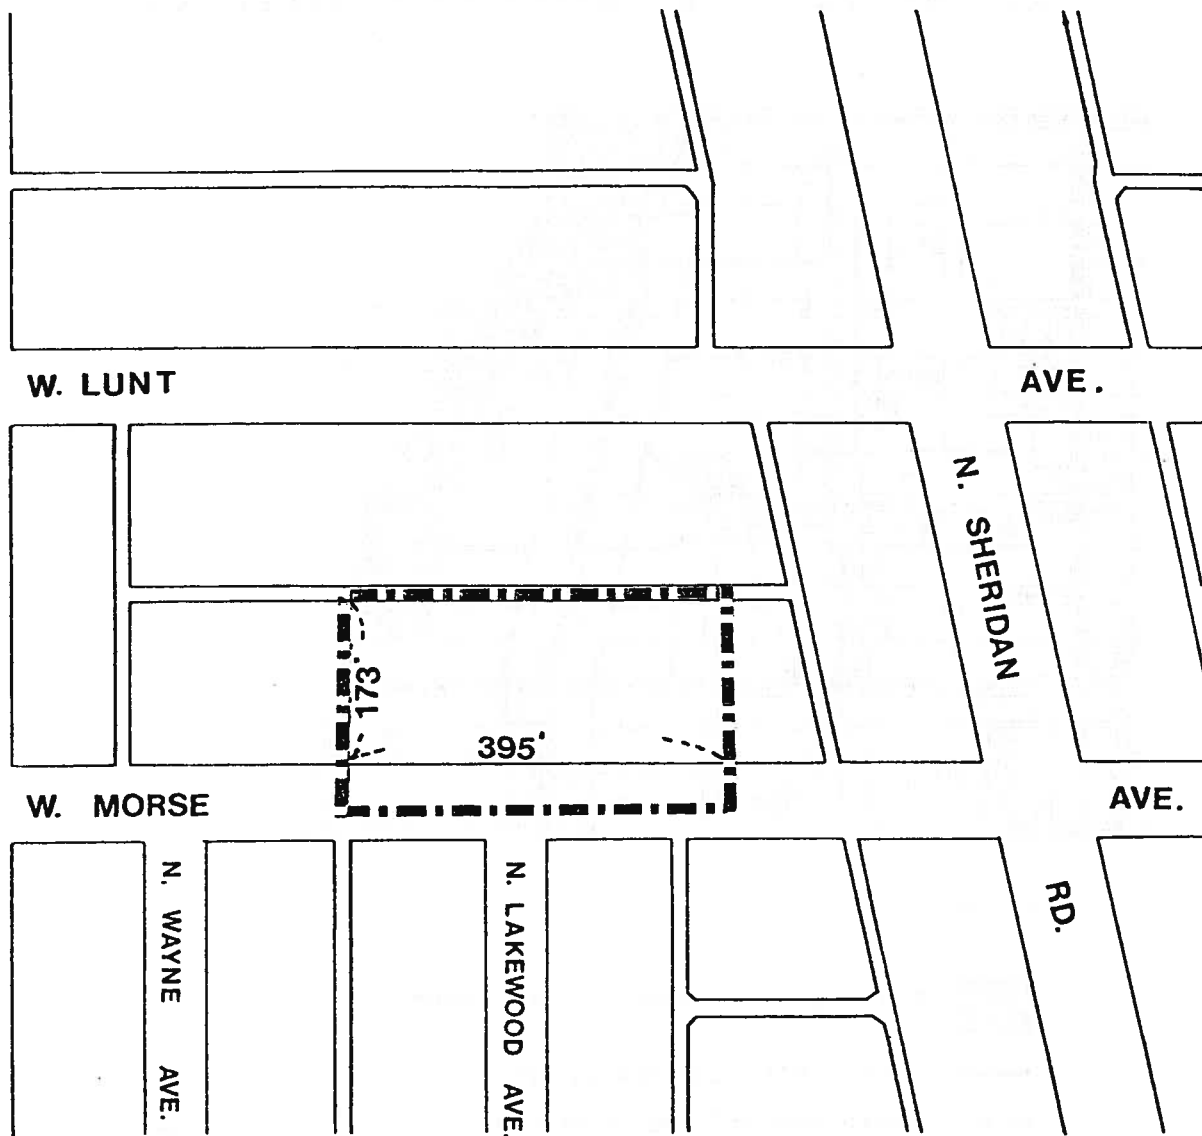 W. LUNT AVE.
N. SHERIDAN RD.
173'
395'
W. MORSE AVE.
N. WAYNE AVE.
N. LAKEWOOD AVE.